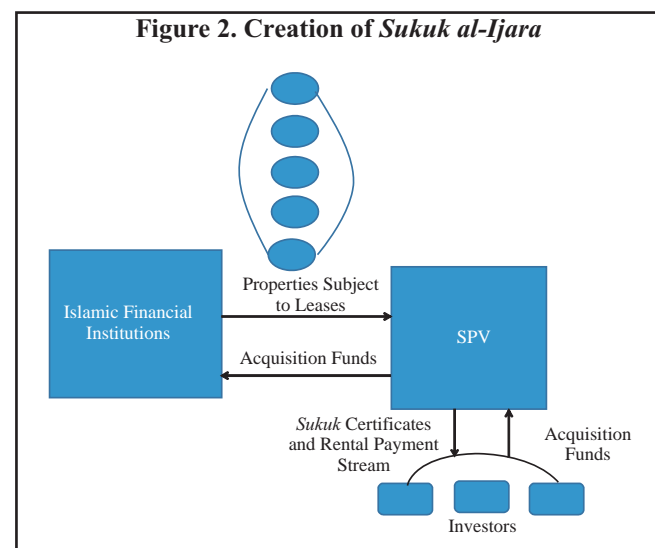 Figure 2. Creation of Sukuk al-Ijara
Properties Subject
to Leases
Islamic Financial
Institutions
SPV
Acquisition Funds
Sukuk Certificates
and Rental Payment
Stream
Acquisition
Funds
Investors